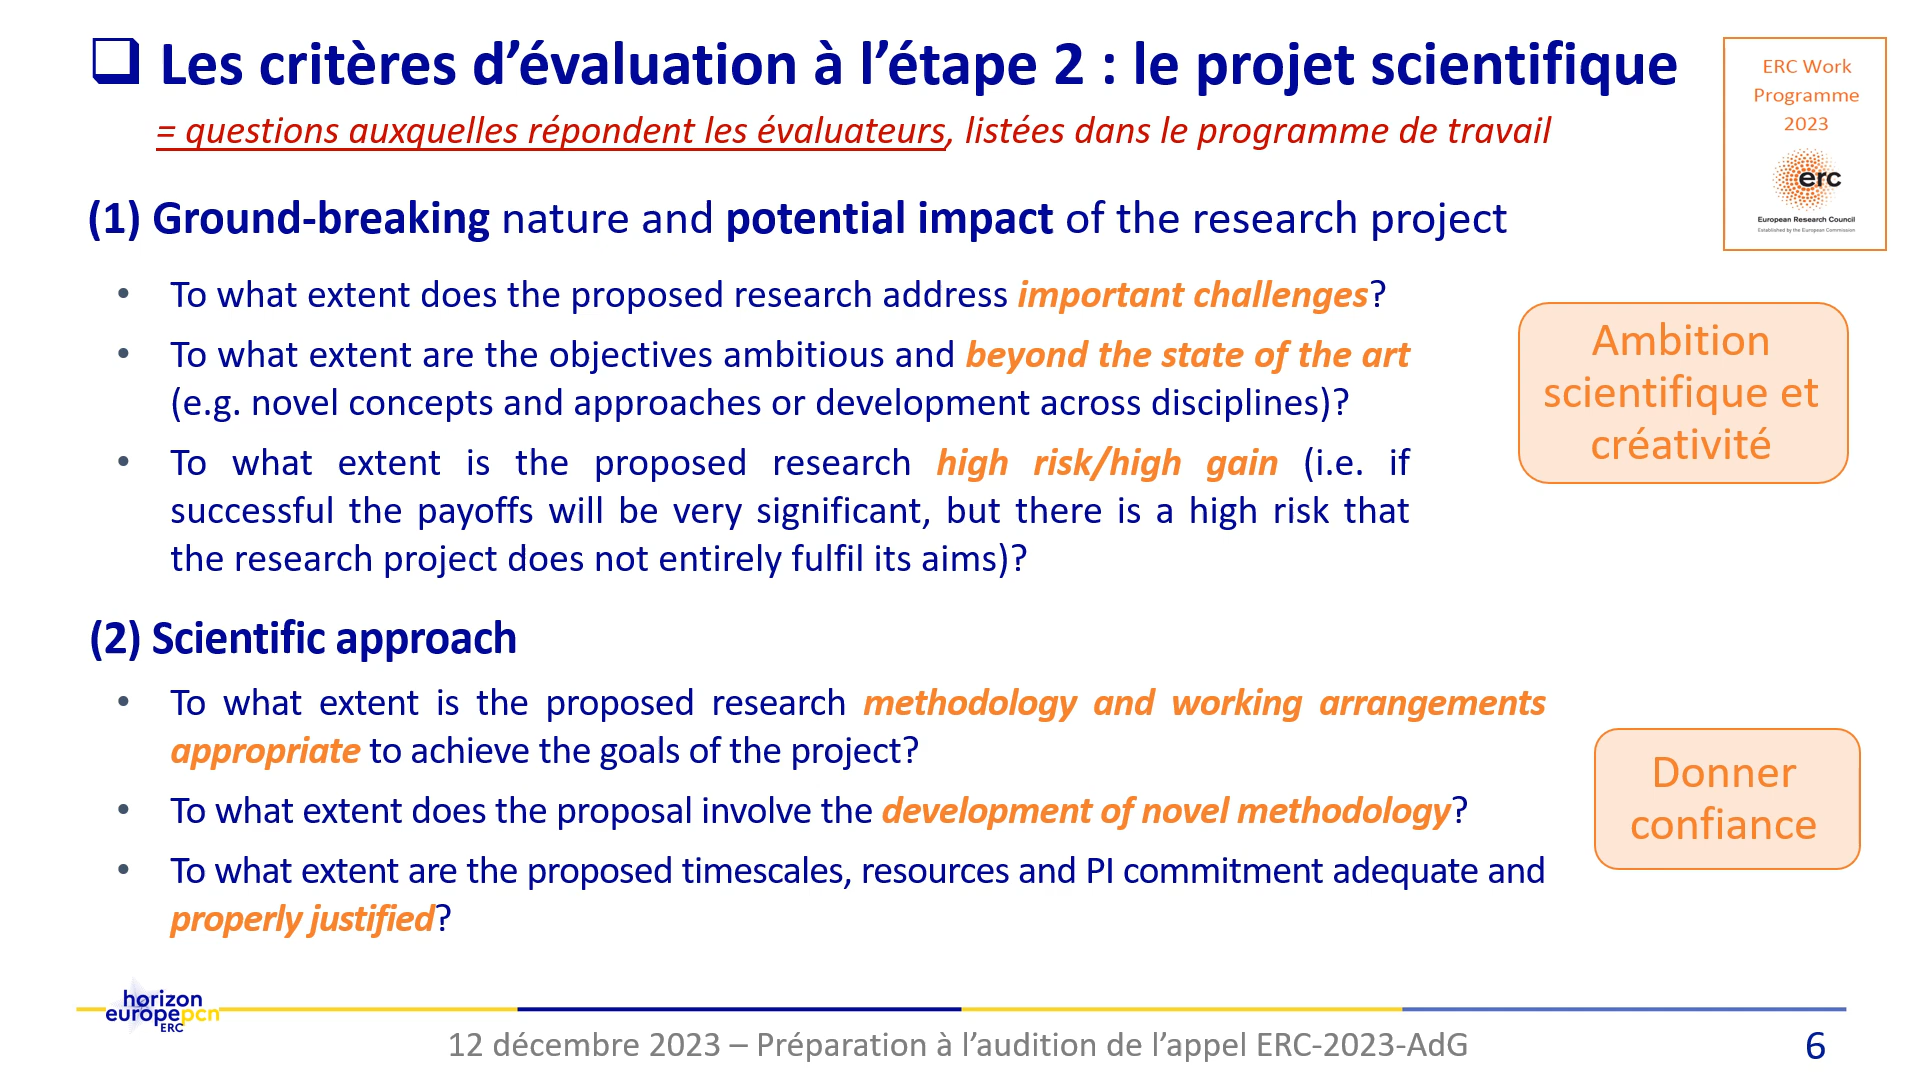 ❑ Les critères d’évaluation à l’étape 2 : le projet scientifique
= questions auxquelles répondent les évaluateurs, listées dans le programme de travail
ERC Work
Programme
2023
erc
European Research Council
Established by the European Commission
(1) Ground-breaking nature and potential impact of the research project
• To what extent does the proposed research address important challenges?
• To what extent are the objectives ambitious and beyond the state of the art
(e.g. novel concepts and approaches or development across disciplines)?
• To what extent is the proposed research high risk/high gain (i.e. if
successful the payoffs will be very significant, but there is a high risk that
the research project does not entirely fulfil its aims)?
Ambition
scientifique et
créativité
(2) Scientific approach
• To what extent is the proposed research methodology and working arrangements
appropriate to achieve the goals of the project?
• To what extent does the proposal involve the development of novel methodology?
• To what extent are the proposed timescales, resources and PI commitment adequate and
properly justified?
Donner
confiance
horizon
europepcn
ERC
12 décembre 2023 – Préparation à l’audition de l’appel ERC-2023-AdG
6